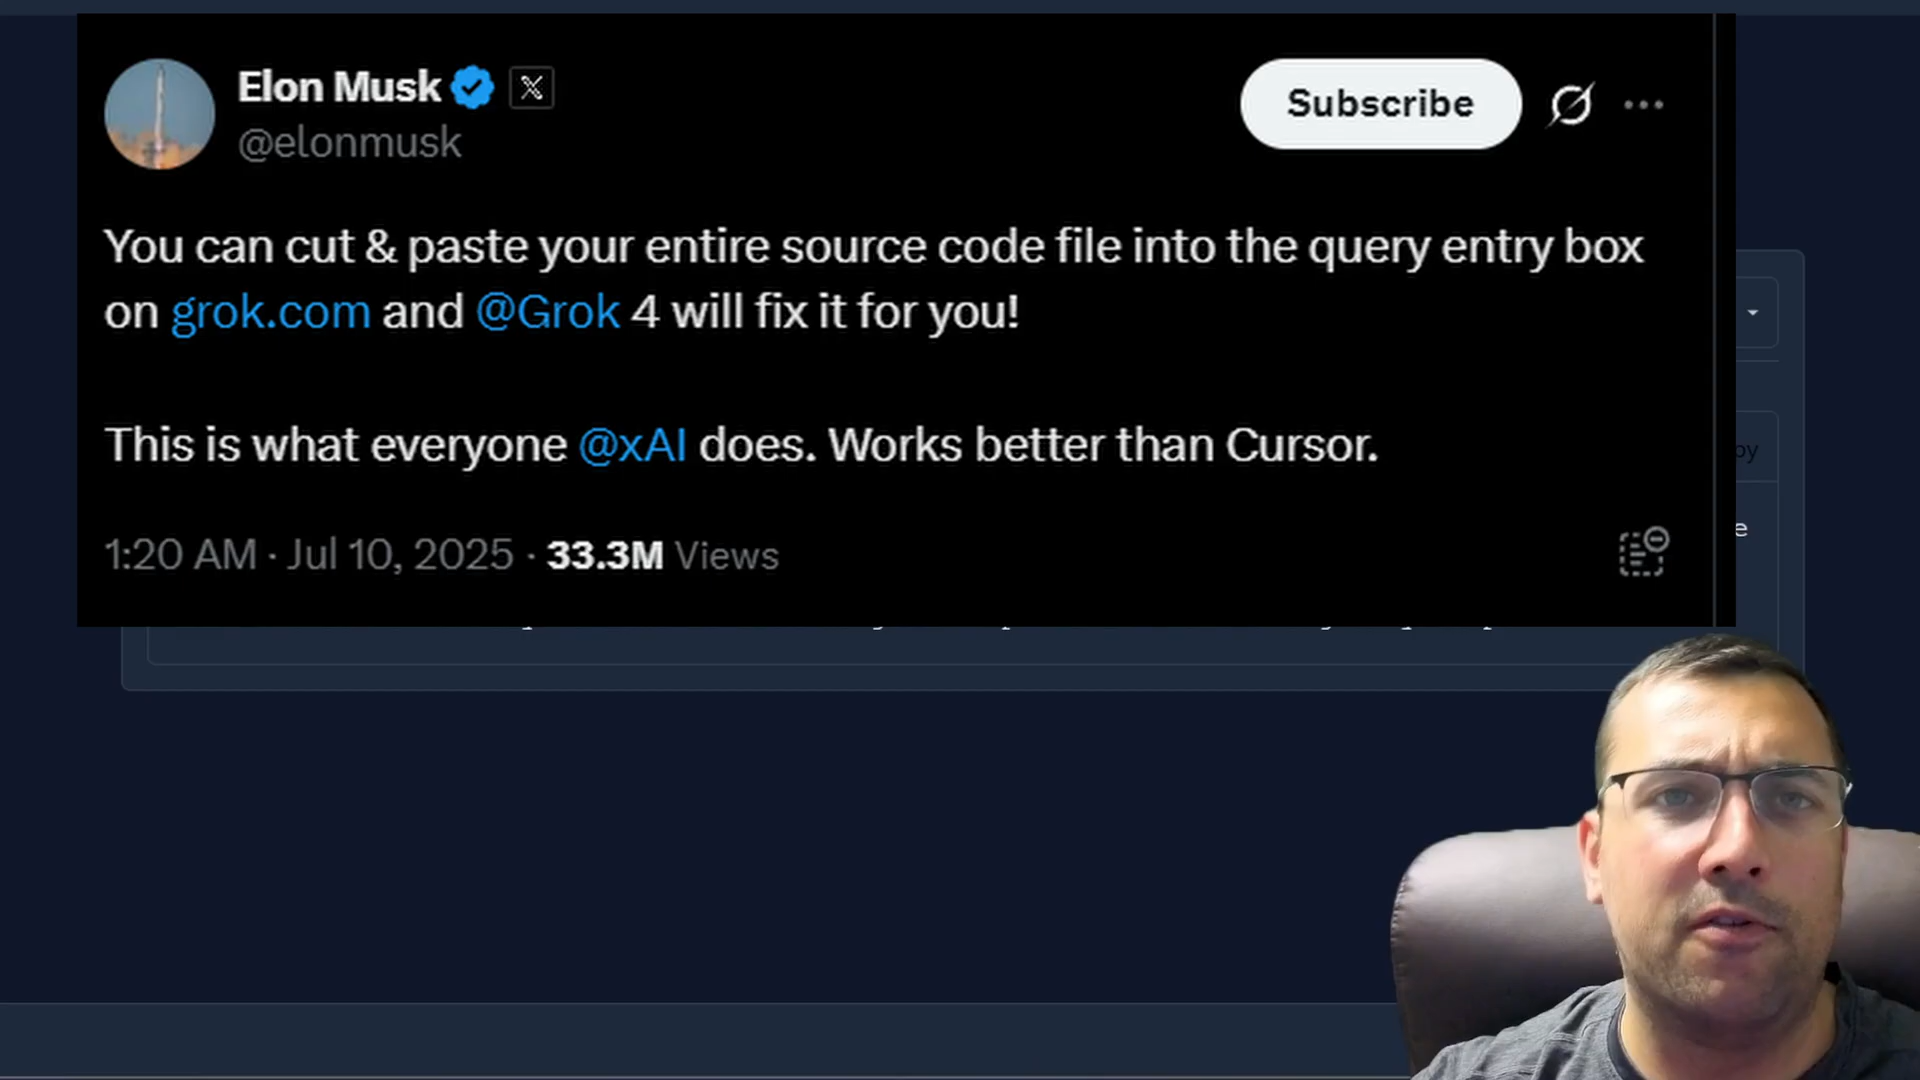 Elon Musk
@elonmusk
Subscribe
You can cut & paste your entire source code file into the query entry box
on grok.com and @Grok 4 will fix it for you!
This is what everyone @xAI does. Works better than Cursor.
1:20 AM · Jul 10, 2025 · 33.3M Views